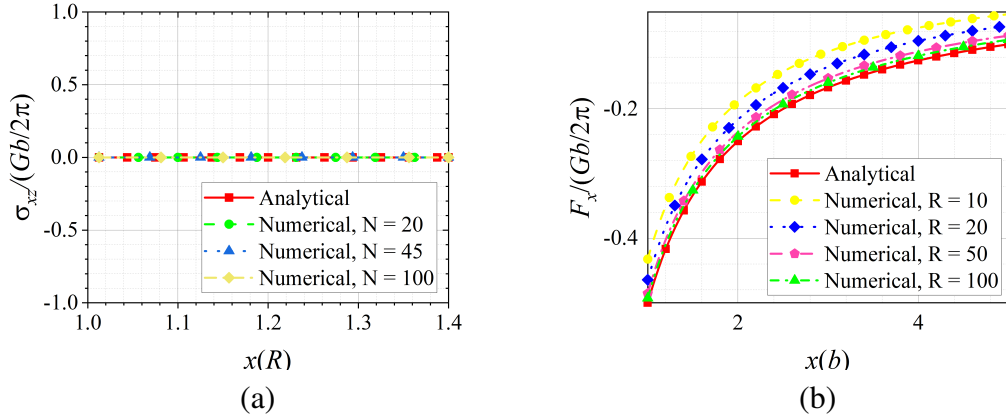 1.0
0.5
0.0
-0.5
-1.0
σxz/(Gb/2π)
Analytical
Numerical, N = 20
Numerical, N = 45
Numerical, N = 100
1.0 1.1 1.2 1.3 1.4
x(R)
(a)
-0.2
-0.4
Fx/(Gb/2π)
Analytical
Numerical, R = 10
Numerical, R = 20
Numerical, R = 50
Numerical, R = 100
2 4
x(b)
(b)